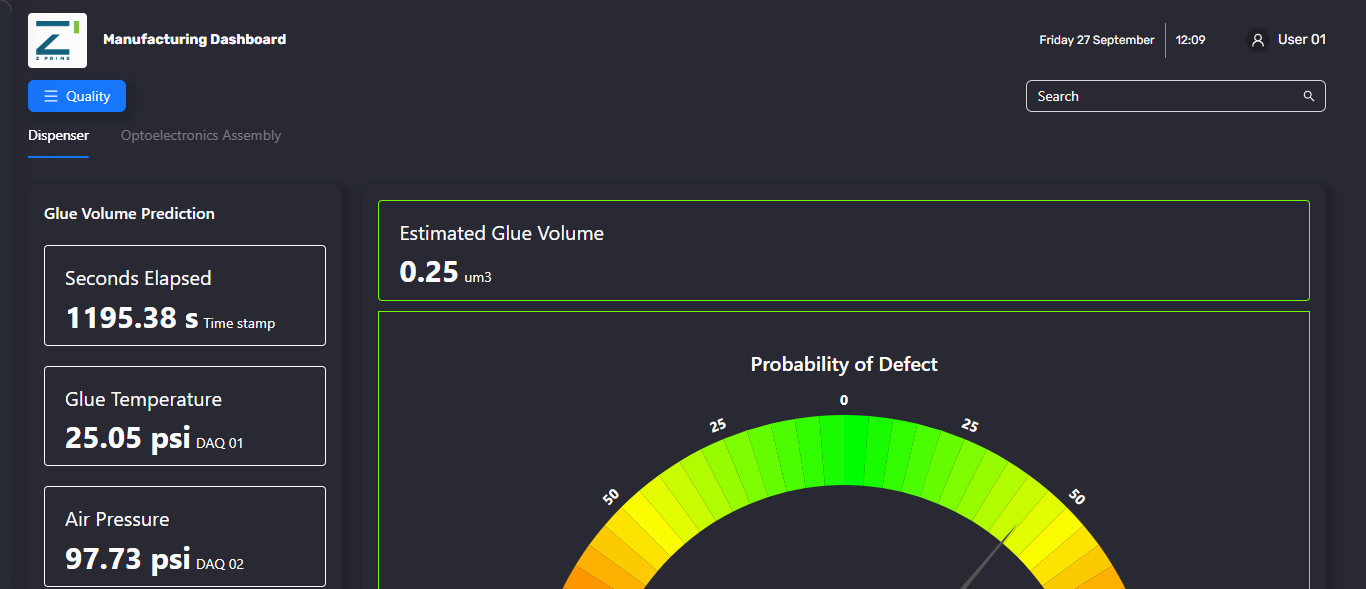 Z PRIME
Manufacturing Dashboard
Friday 27 September
12:09
User 01
Quality
Search
Dispenser
Optoelectronics Assembly
Glue Volume Prediction
Seconds Elapsed
1195.38 s Time stamp
Glue Temperature
25.05 psi DAQ 01
Air Pressure
97.73 psi DAQ 02
Estimated Glue Volume
0.25 um3
Probability of Defect
0
25
25
50
50